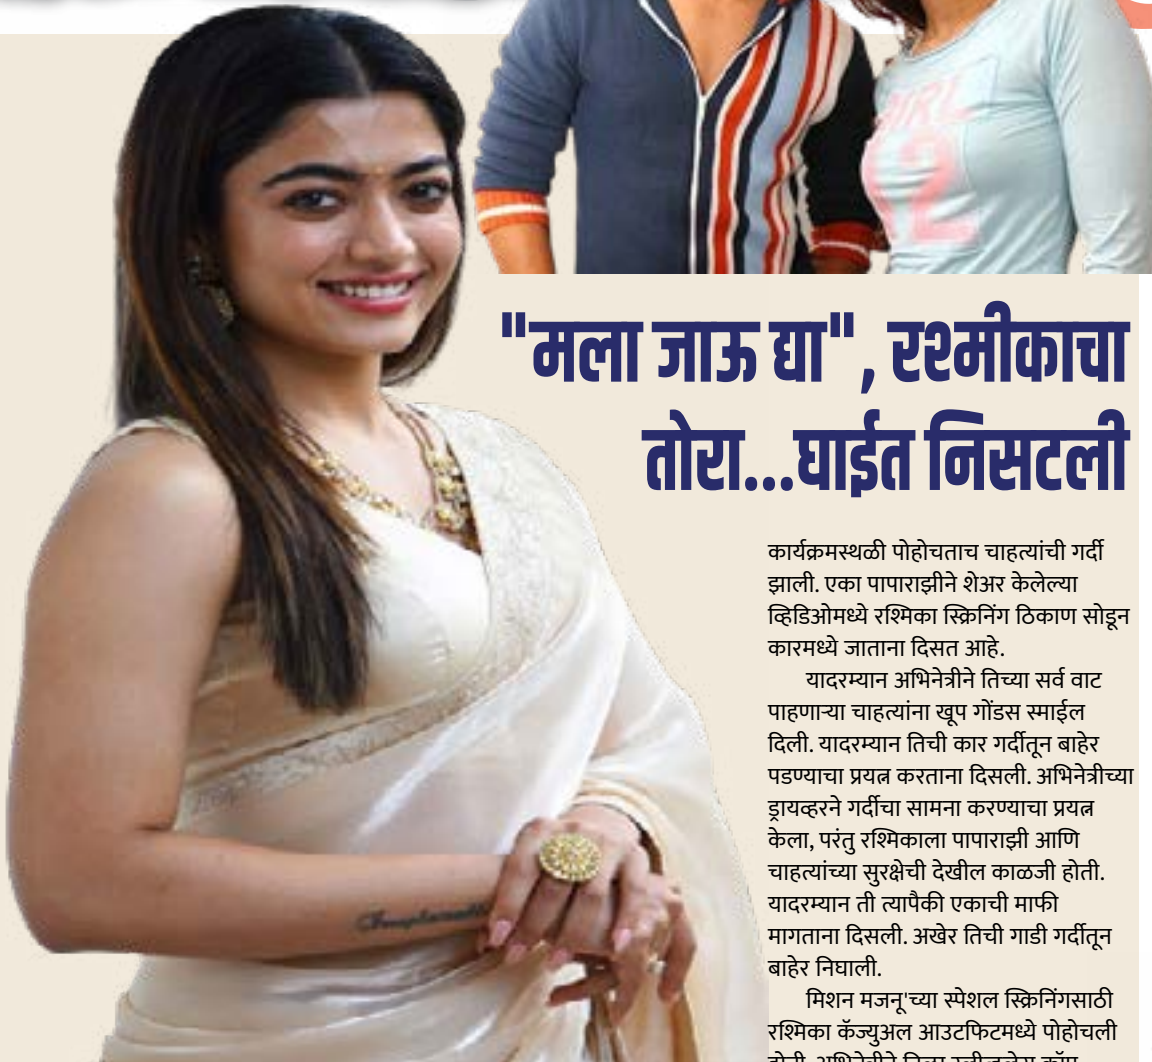 GIRL
12
"मला जाऊ द्या" , रश्मीकाचा
तोरा...घाईत निसटली
कार्यक्रमस्थळी पोहोचताच चाहत्यांची गर्दी
झाली. एका पापाराझीने शेअर केलेल्या
व्हिडिओमध्ये रश्मिका स्क्रिनिंग ठिकाण सोडून
कारमध्ये जाताना दिसत आहे.
यादरम्यान अभिनेत्रीने तिच्या सर्व वाट
पाहणाऱ्या चाहत्यांना खूप गोंडस स्माईल
दिली. यादरम्यान तिची कार गर्दीतून बाहेर
पडण्याचा प्रयत्न करताना दिसली. अभिनेत्रीच्या
ड्रायव्हरने गर्दीचा सामना करण्याचा प्रयत्न
केला, परंतु रश्मिकाला पापाराझी आणि
चाहत्यांच्या सुरक्षेची देखील काळजी होती.
यादरम्यान ती त्यापैकी एकाची माफी
मागताना दिसली. अखेर तिची गाडी गर्दीतून
बाहेर निघाली.
मिशन मजनू'च्या स्पेशल स्क्रिनिंगसाठी
रश्मिका कॅज्युअल आउटफिटमध्ये पोहोचली